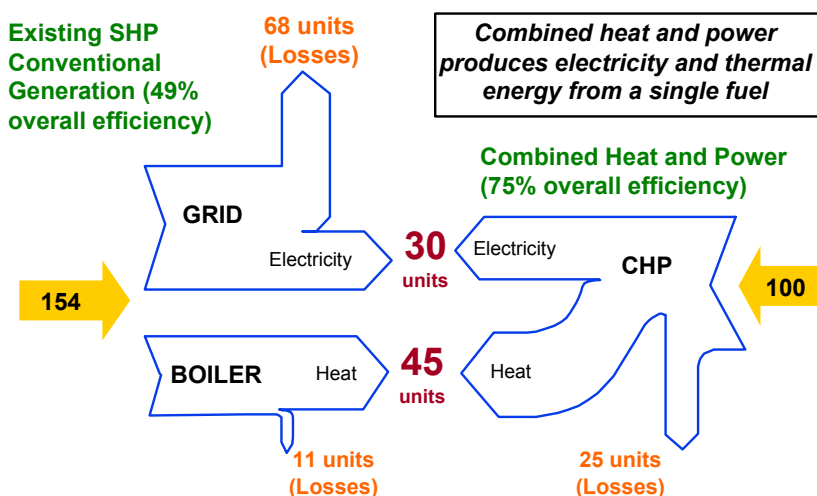 Existing SHP
Conventional
Generation (49%
overall efficiency)
68 units
(Losses)
Combined heat and power
produces electricity and thermal
energy from a single fuel
Combined Heat and Power
(75% overall efficiency)
GRID
Electricity
30
units
Electricity
CHP
154
100
BOILER
Heat
45
units
Heat
11 units
(Losses)
25 units
(Losses)